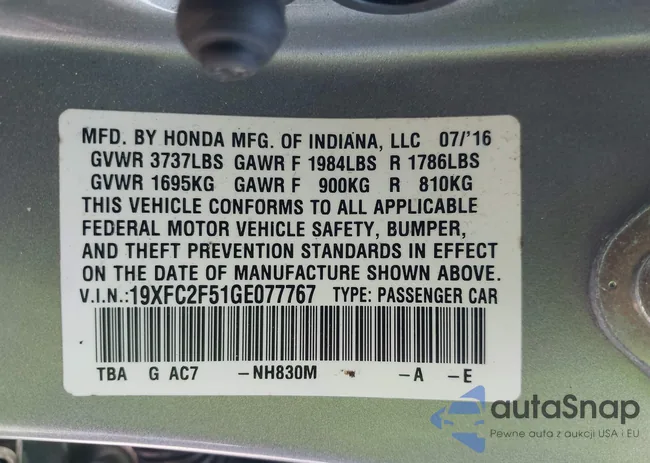 MFD. BY HONDA MFG. OF INDIANA, LLC 07/'16
GVWR 3737LBS GAWR F 1984LBS R 1786LBS
GVWR 1695KG GAWR F 900KG R 810KG
THIS VEHICLE CONFORMS TO ALL APPLICABLE
FEDERAL MOTOR VEHICLE SAFETY, BUMPER,
AND THEFT PREVENTION STANDARDS IN EFFECT
ON THE DATE OF MANUFACTURE SHOWN ABOVE.
V.I.N.:19XFC2F51GE077767 TYPE: PASSENGER CAR
TBA G AC7 -NH830M -A -E
autaSnap
Pewne auta z aukcji USA i EU